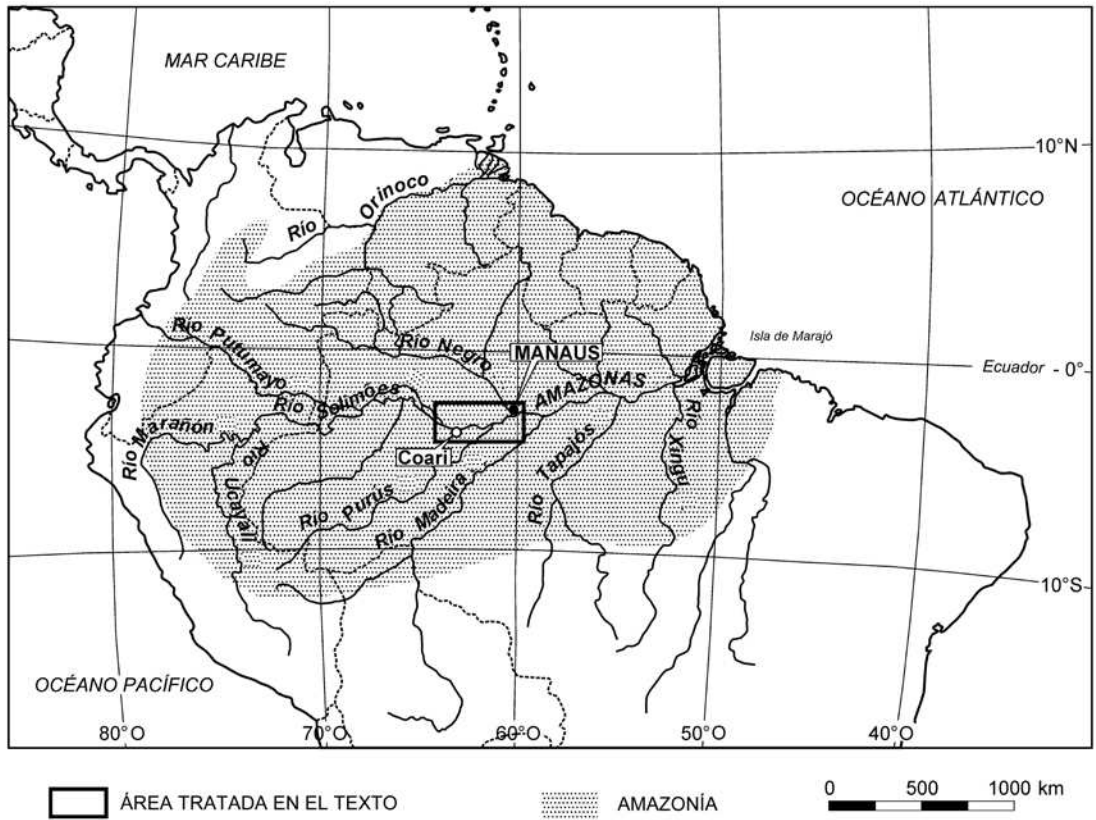 MAR CARIBE
10°N
OCÉANO ATLÁNTICO
Río Orinoco
Isla de Marajó
Río Putumayo
Río Negro
MANAUS
Ecuador - 0°
AMAZONAS
Río Solimões
Río Marañón
Coari
Río Ucayali
Río Purús
Río Madeira
Río Tapajós
Río Xingu
10°S
OCÉANO PACÍFICO
80°O
70°O
60°O
50°O
40°O
ÁREA TRATADA EN EL TEXTO
AMAZONÍA
0 500 1000 km